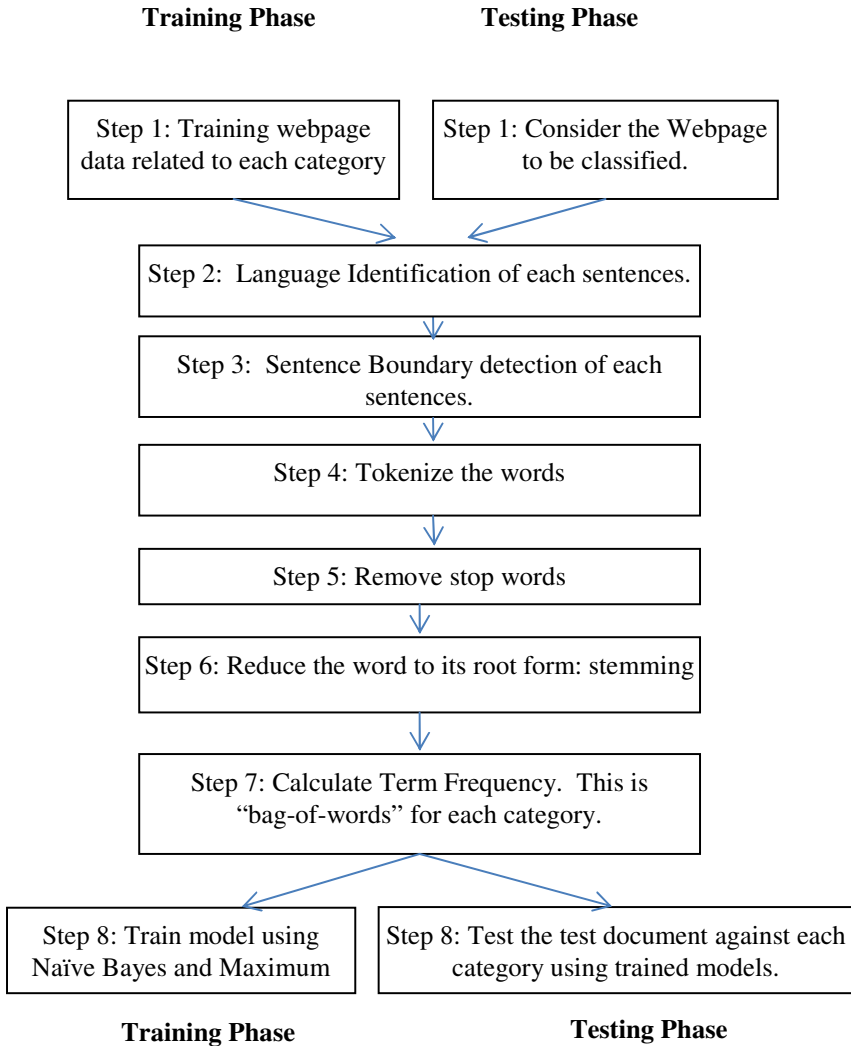 Training Phase
Testing Phase
Step 1: Training webpage
data related to each category
Step 1: Consider the Webpage
to be classified.
Step 2:  Language Identification of each sentences.
Step 3:  Sentence Boundary detection of each
sentences.
Step 4: Tokenize the words
Step 5: Remove stop words
Step 6: Reduce the word to its root form: stemming
Step 7: Calculate Term Frequency.  This is
“bag-of-words” for each category.
Step 8: Train model using
Naïve Bayes and Maximum
Step 8: Test the test document against each
category using trained models.
Training Phase
Testing Phase